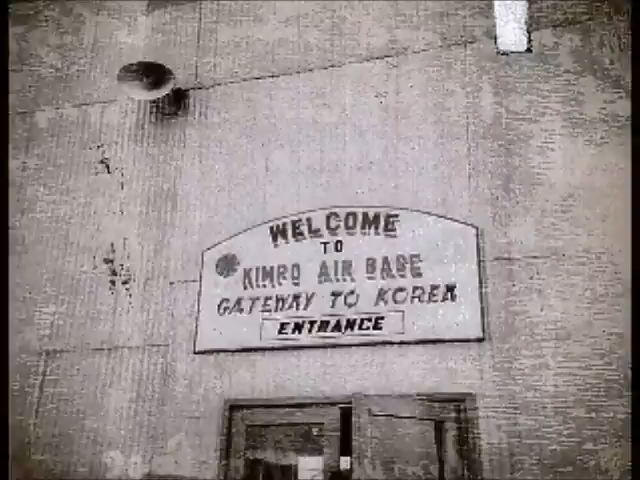 WELCOME
TO
KIMPO AIR BASE
GATEWAY TO KOREA
ENTRANCE